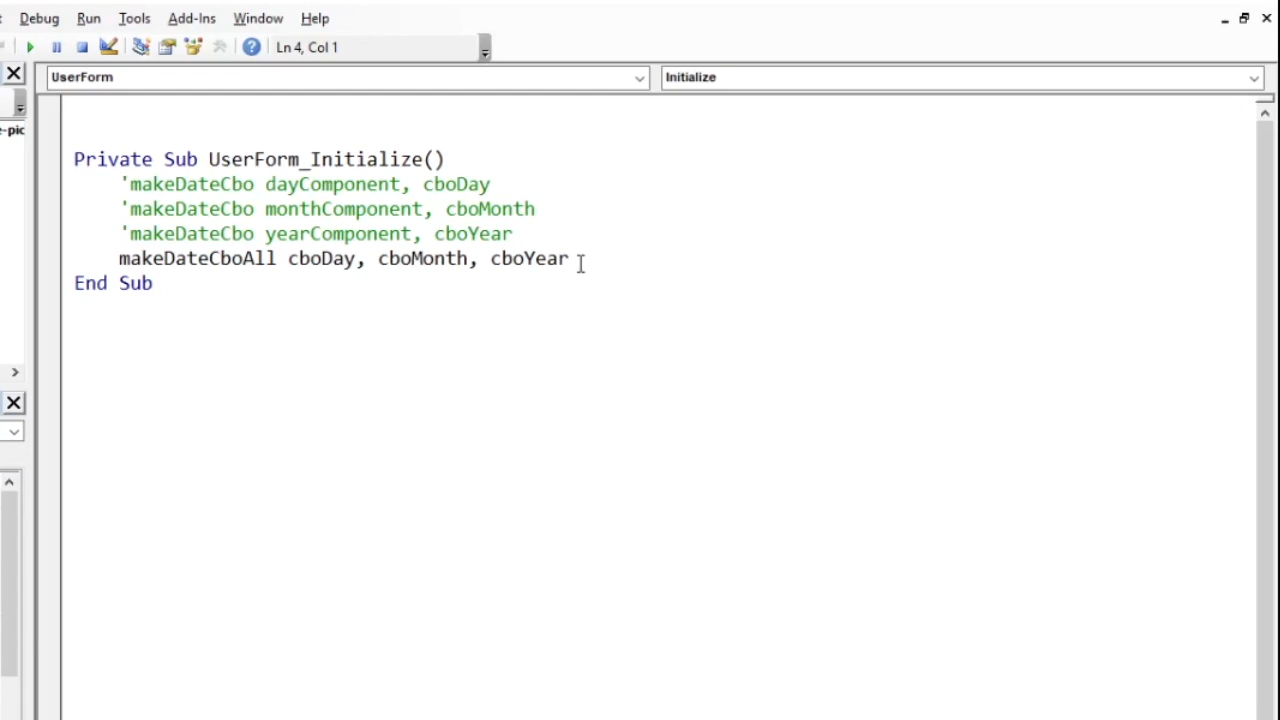 Debug Run Tools Add-Ins Window Help
Ln 4, Col 1
UserForm Initialize
e-pic
Private Sub UserForm_Initialize()
'makeDateCbo dayComponent, cboDay
'makeDateCbo monthComponent, cboMonth
'makeDateCbo yearComponent, cboYear
makeDateCboAll cboDay, cboMonth, cboYear
End Sub